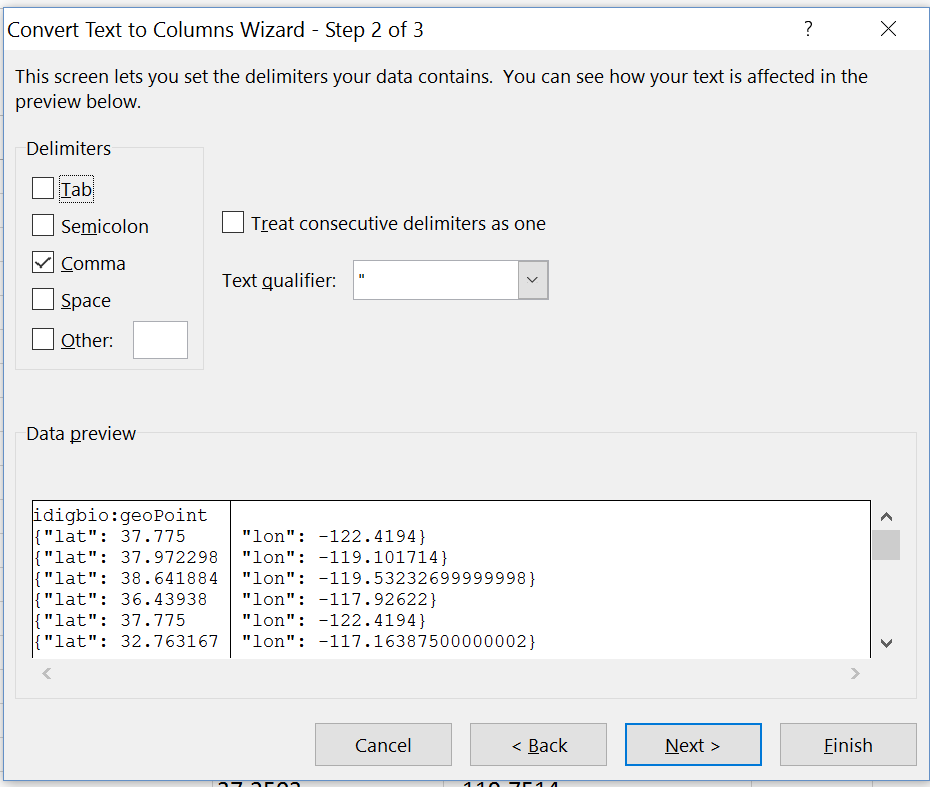 Convert Text to Columns Wizard - Step 2 of 3
?
This screen lets you set the delimiters your data contains.  You can see how your text is affected in the
preview below.
Delimiters
Tab
Semicolon
Comma
Space
Other:
Treat consecutive delimiters as one
Text qualifier: "
Data preview
idigbio:geoPoint
{"lat": 37.775 "lon": -122.4194}
{"lat": 37.972298 "lon": -119.101714}
{"lat": 38.641884 "lon": -119.53232699999998}
{"lat": 36.43938 "lon": -117.92622}
{"lat": 37.775 "lon": -122.4194}
{"lat": 32.763167 "lon": -117.16387500000002}
Cancel
< Back
Next >
Finish